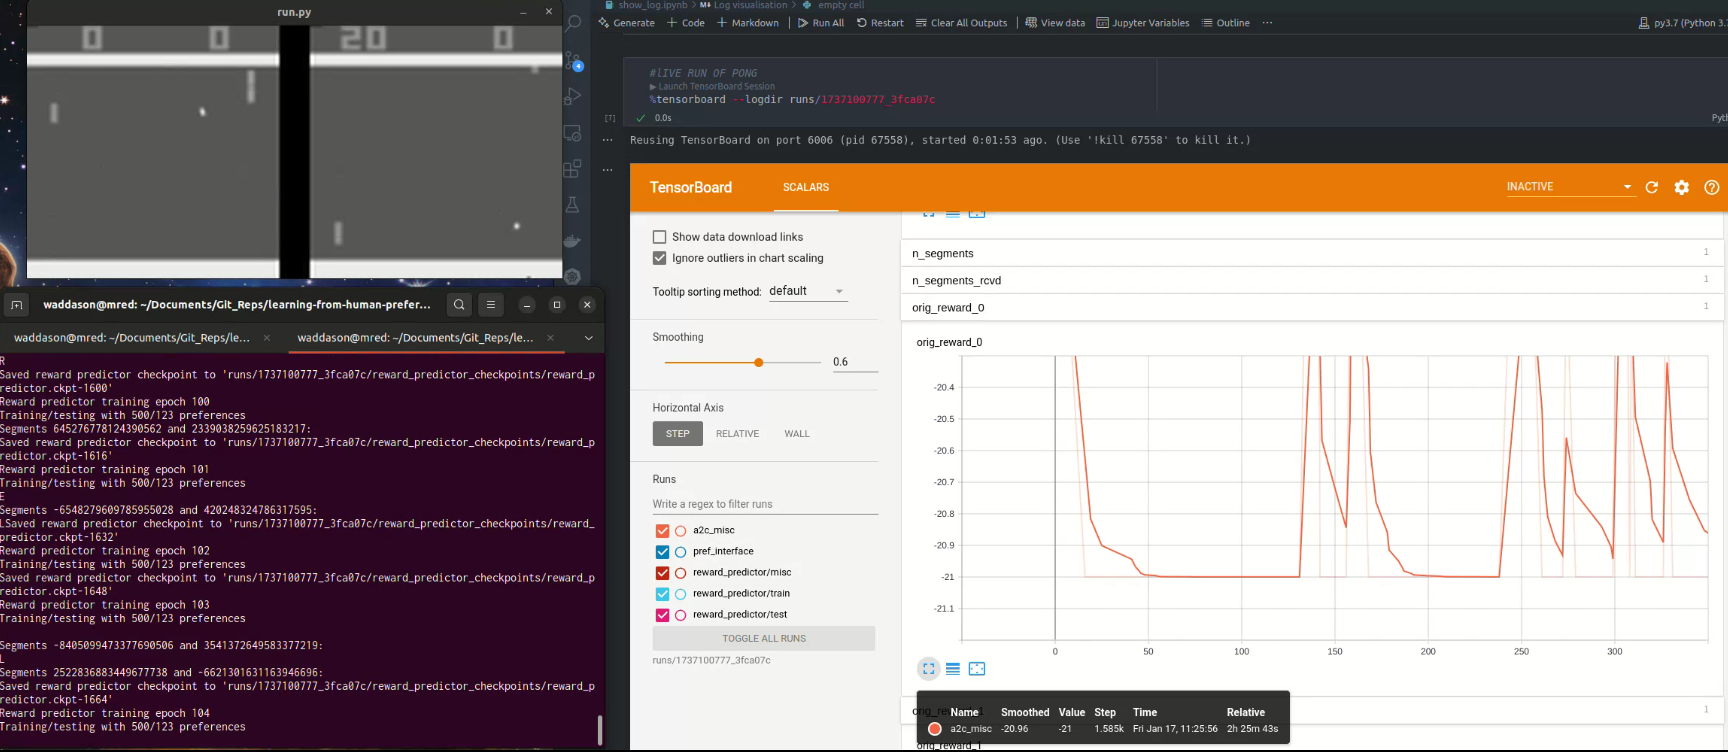 run.py
0 0 20 0
waddason@mred: ~/Documents/Git_Reps/learning-from-human-prefer...
waddason@mred: ~/Documents/Git_Reps/le...
waddason@mred: ~/Documents/Git_Reps/le...
R
Saved reward predictor checkpoint to 'runs/1737100777_3fca07c/reward_predictor_checkpoints/reward_p
redictor.ckpt-1600'
Reward predictor training epoch 100
Training/testing with 500/123 preferences
Segments 645276778124390562 and 2339038259625183217:
Saved reward predictor checkpoint to 'runs/1737100777_3fca07c/reward_predictor_checkpoints/reward_p
redictor.ckpt-1616'
Reward predictor training epoch 101
Training/testing with 500/123 preferences
E
Segments -6548279609785955028 and 420248324786317595:
LSaved reward predictor checkpoint to 'runs/1737100777_3fca07c/reward_predictor_checkpoints/reward_
predictor.ckpt-1632'
Reward predictor training epoch 102
Training/testing with 500/123 preferences
Saved reward predictor checkpoint to 'runs/1737100777_3fca07c/reward_predictor_checkpoints/reward_p
redictor.ckpt-1648'
Reward predictor training epoch 103
Training/testing with 500/123 preferences
Segments -8405099473377690506 and 3541372649583377219:
L
Segments 2522836883449677738 and -6621301631163946696:
Saved reward predictor checkpoint to 'runs/1737100777_3fca07c/reward_predictor_checkpoints/reward_p
redictor.ckpt-1664'
Reward predictor training epoch 104
Training/testing with 500/123 preferences
4
show_log.ipynb > M↓ Log visualisation > empty cell
Generate + Code + Markdown Run All Restart Clear All Outputs View data Jupyter Variables Outline ... py3.7 (Python 3.
#lIVE RUN OF PONG
Launch TensorBoard Session
%tensorboard --logdir runs/1737100777_3fca07c
[7] 0.0s Pyt
Reusing TensorBoard on port 6006 (pid 67558), started 0:01:53 ago. (Use '!kill 67558' to kill it.)
TensorBoard SCALARS INACTIVE
Show data download links
Ignore outliers in chart scaling
Tooltip sorting method: default
Smoothing
0.6
Horizontal Axis
STEP RELATIVE WALL
Runs
Write a regex to filter runs
a2c_misc
pref_interface
reward_predictor/misc
reward_predictor/train
reward_predictor/test
TOGGLE ALL RUNS
runs/1737100777_3fca07c
n_segments 1
n_segments_rcvd 1
orig_reward_0 1
orig_reward_0
-20.4
-20.5
-20.6
-20.7
-20.8
-20.9
-21
-21.1
0 50 100 150 200 250 300
orig_reward_1 1
Name Smoothed Value Step Time Relative
a2c_misc -20.96 -21 1.585k Fri Jan 17, 11:25:56 2h 25m 43s
orig_reward_1